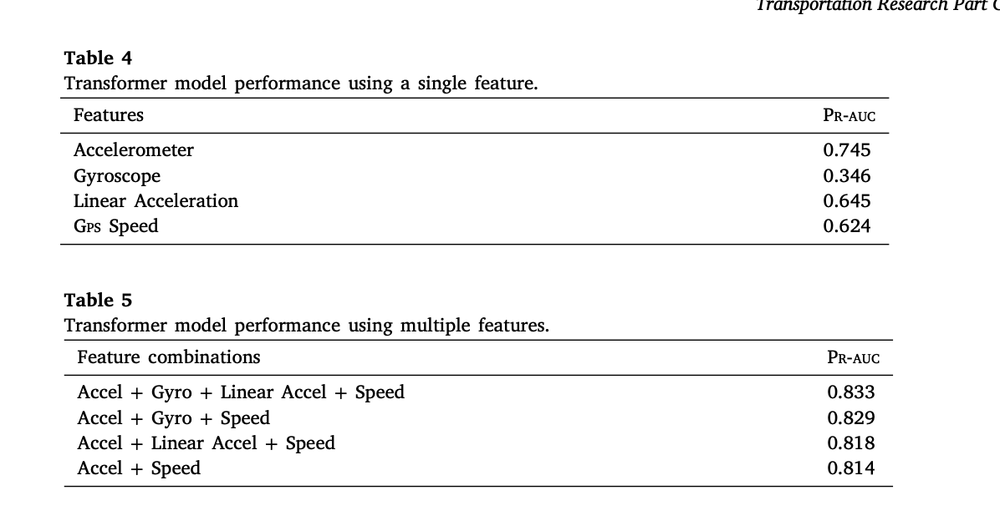 Transportation Research Part C
Table 4
Transformer model performance using a single feature.
Features PR-AUC
Accelerometer 0.745
Gyroscope 0.346
Linear Acceleration 0.645
GPS Speed 0.624
Table 5
Transformer model performance using multiple features.
Feature combinations PR-AUC
Accel + Gyro + Linear Accel + Speed 0.833
Accel + Gyro + Speed 0.829
Accel + Linear Accel + Speed 0.818
Accel + Speed 0.814